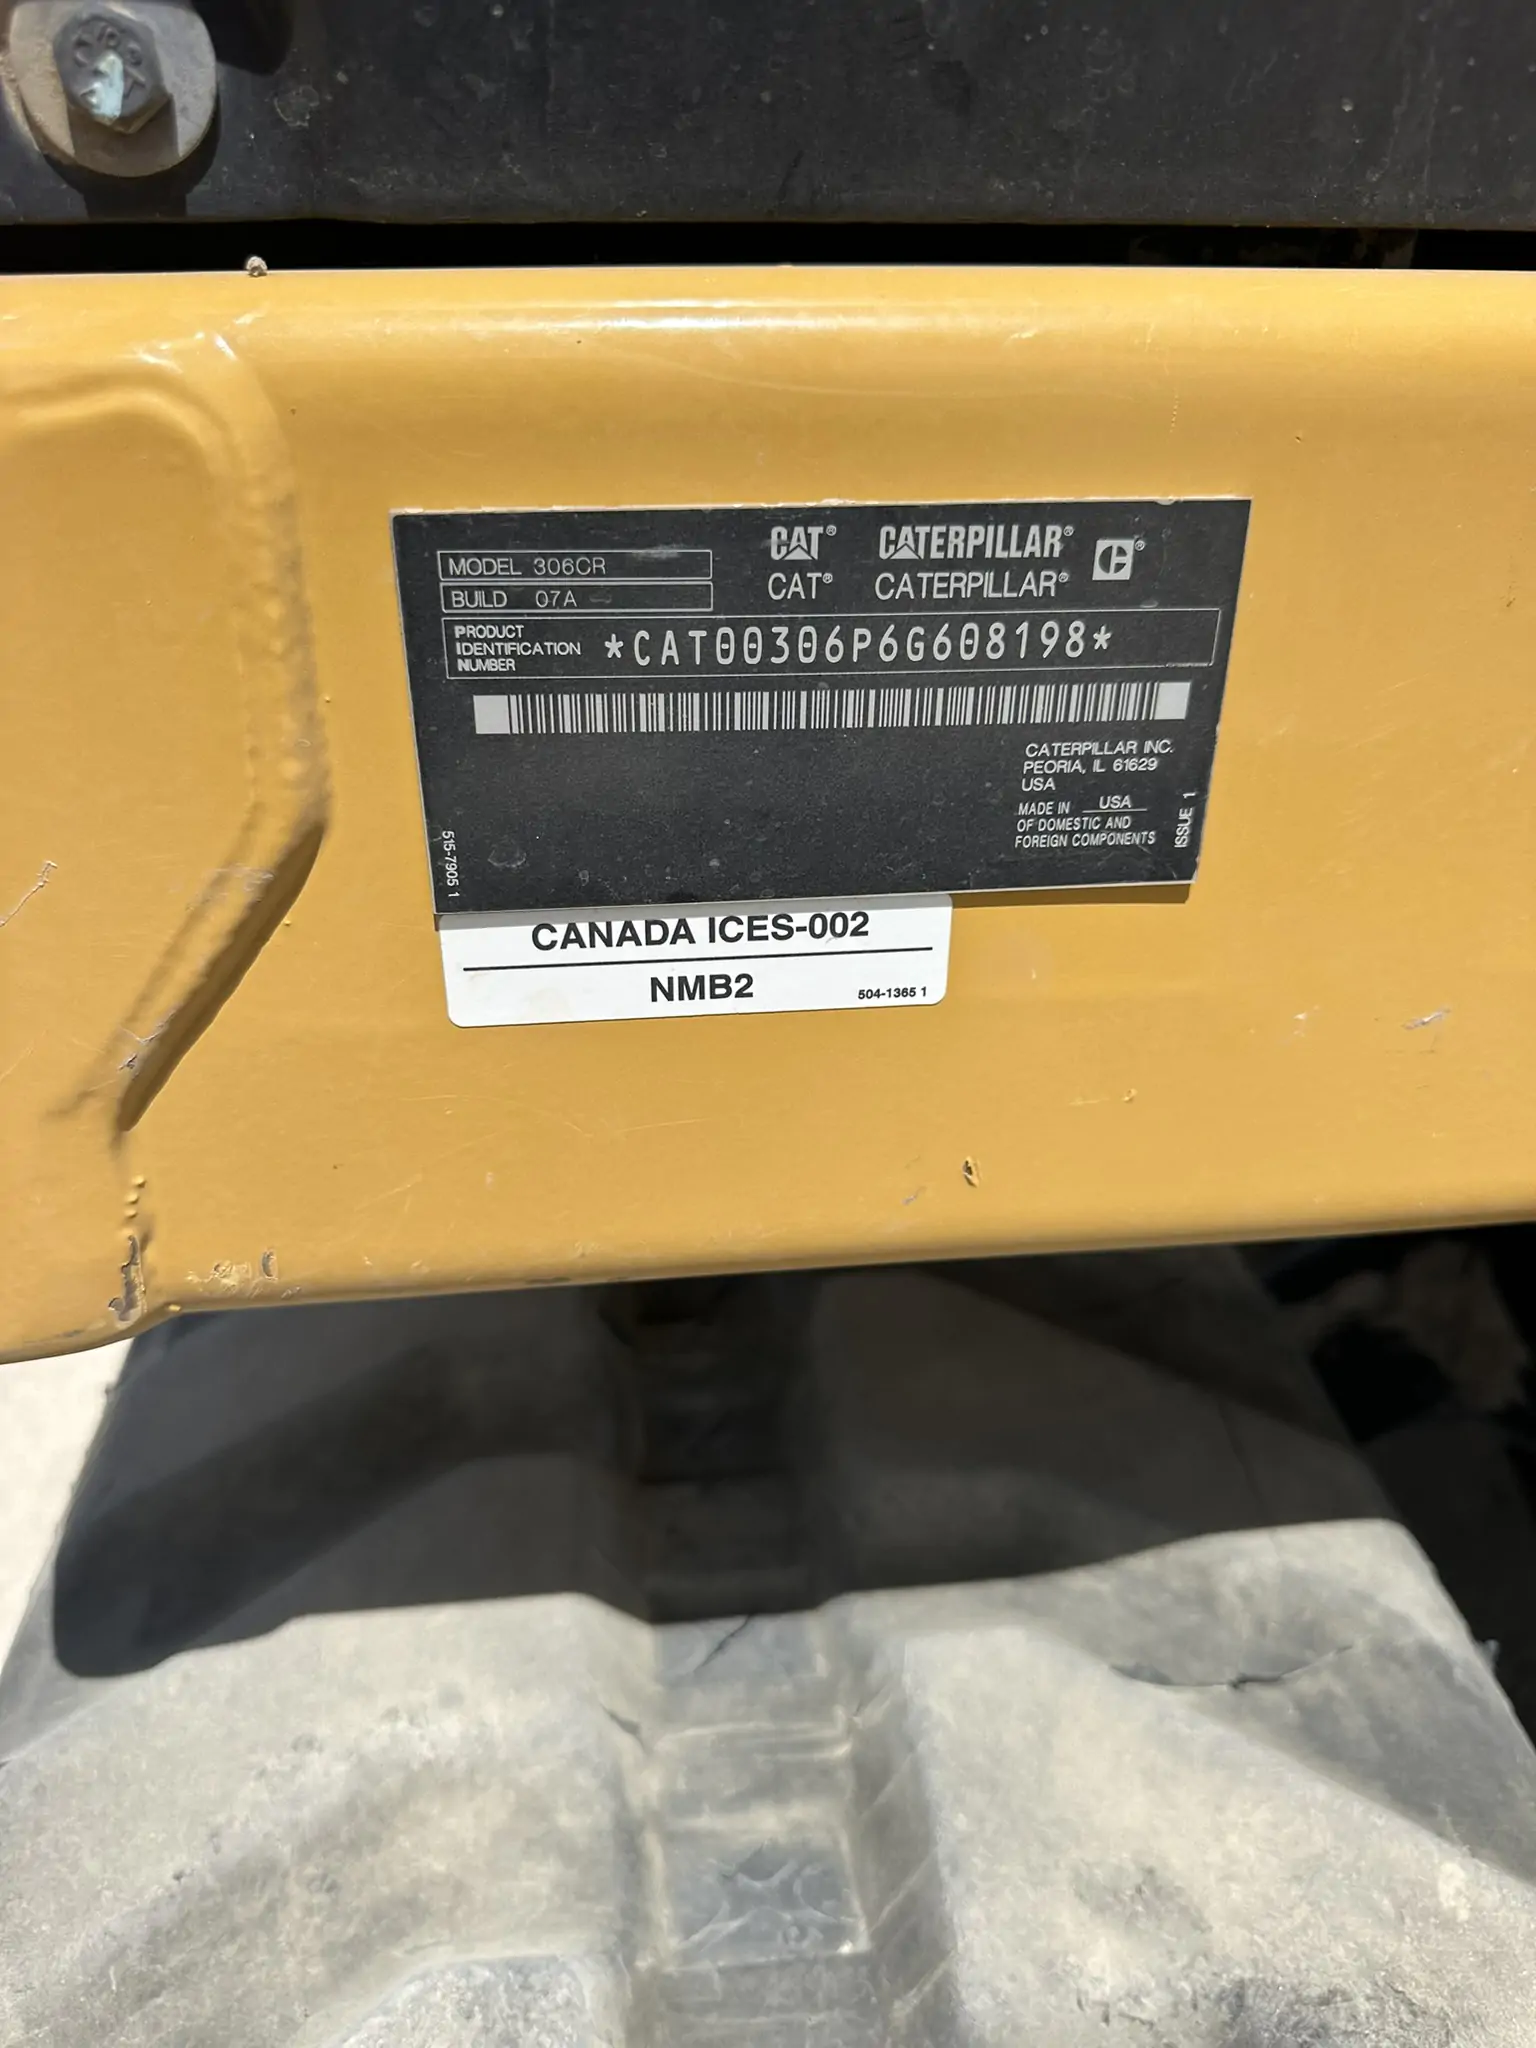 MODEL 306CR
BUILD 07A
CAT® CATERPILLAR® ®
CAT® CATERPILLAR®
PRODUCT
IDENTIFICATION
NUMBER
*CAT00306P6G608198*
CATERPILLAR INC.
PEORIA, IL 61629
USA
MADE IN USA
OF DOMESTIC AND
FOREIGN COMPONENTS
ISSUE 1
515-7905 1
CANADA ICES-002
NMB2
504-1365 1